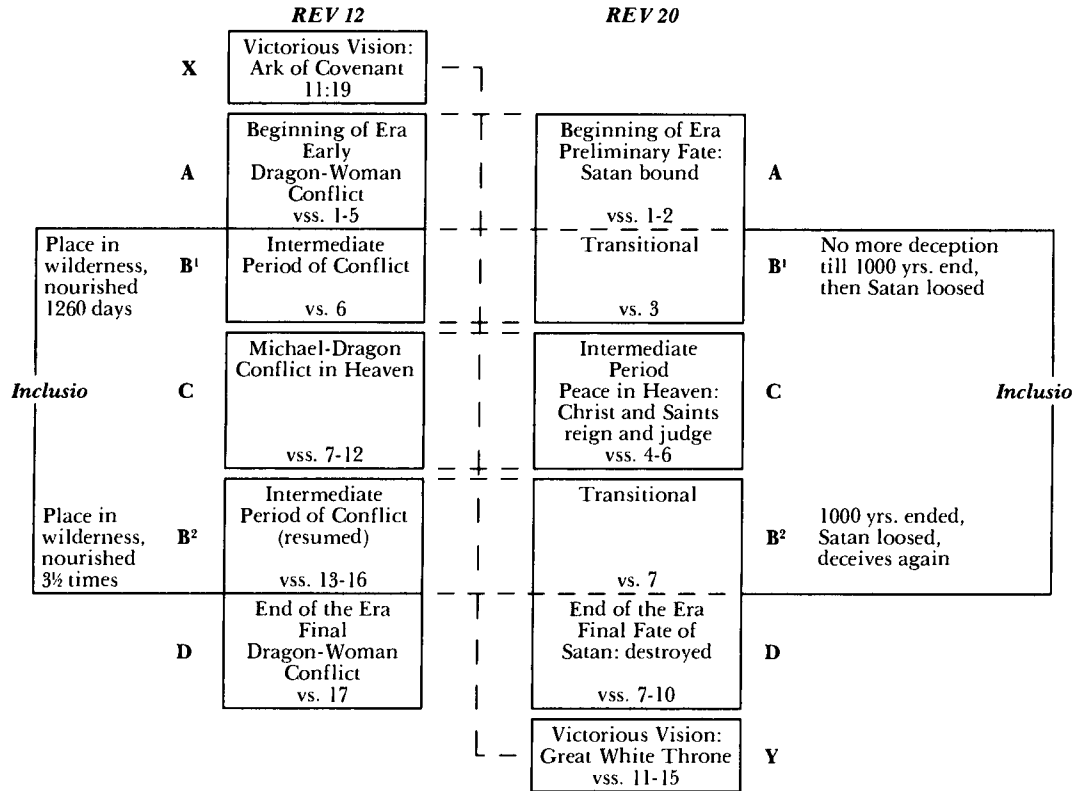 REV 12
REV 20
X
Victorious Vision:
Ark of Covenant
11:19
A
Beginning of Era
Early
Dragon-Woman
Conflict
vss. 1-5
Beginning of Era
Preliminary Fate:
Satan bound
vss. 1-2
A
Place in
wilderness,
nourished
1260 days
B¹
Intermediate
Period of Conflict
vs. 6
Transitional
vs. 3
B¹
No more deception
till 1000 yrs. end,
then Satan loosed
Inclusio
C
Michael-Dragon
Conflict in Heaven
vss. 7-12
Intermediate
Period
Peace in Heaven:
Christ and Saints
reign and judge
vss. 4-6
C
Inclusio
Place in
wilderness,
nourished
3½ times
B²
Intermediate
Period of Conflict
(resumed)
vss. 13-16
Transitional
vs. 7
B²
1000 yrs. ended,
Satan loosed,
deceives again
D
End of the Era
Final
Dragon-Woman
Conflict
vs. 17
End of the Era
Final Fate of
Satan: destroyed
vss. 7-10
D
Victorious Vision:
Great White Throne
vss. 11-15
Y